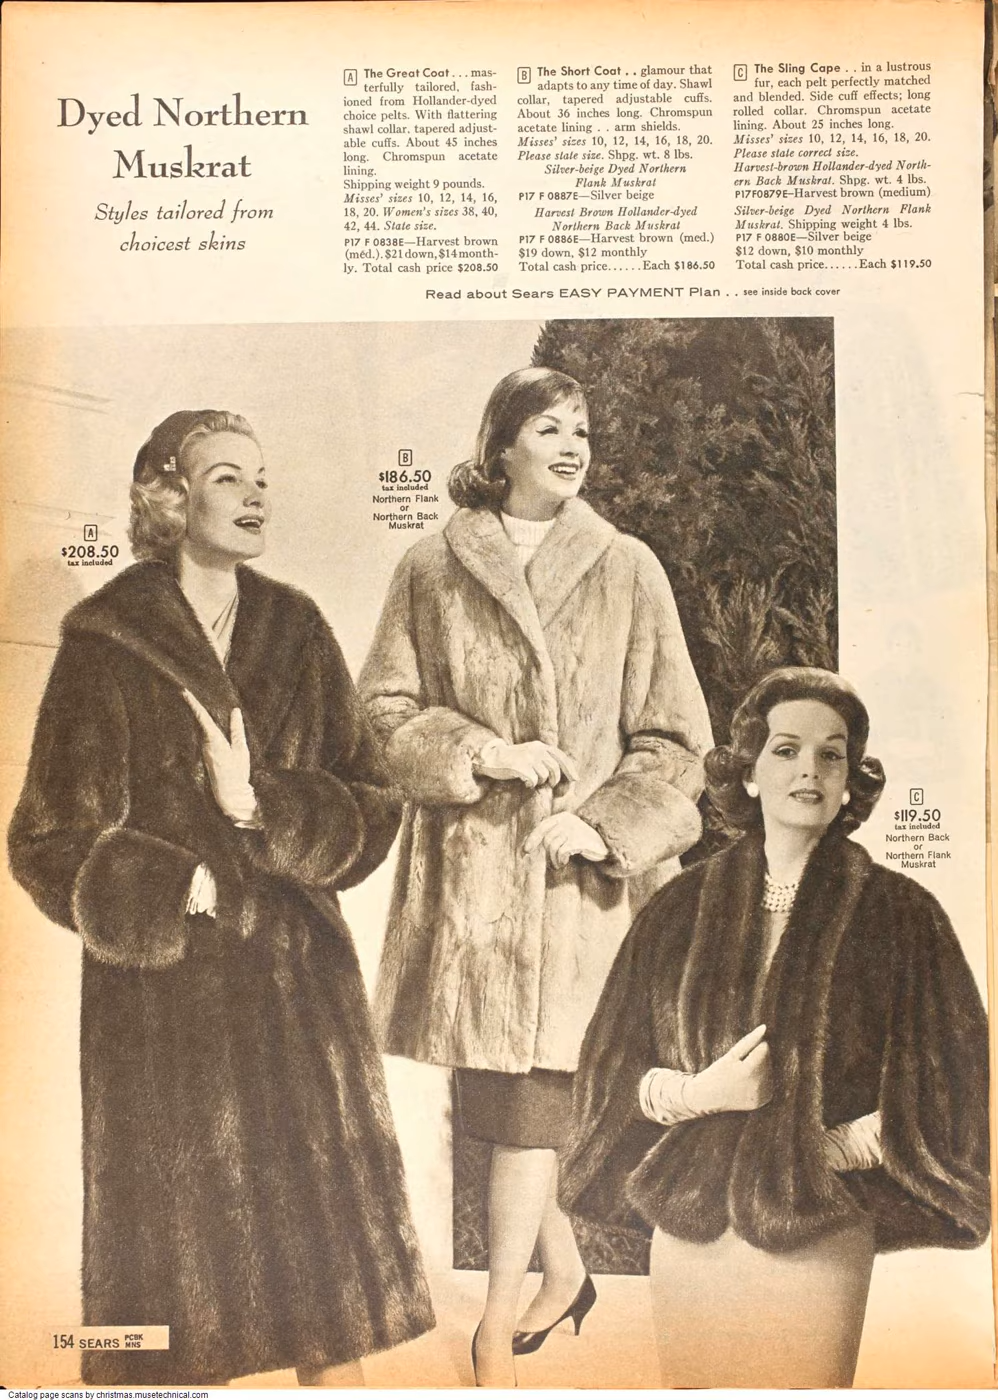 Dyed Northern
Muskrat
Styles tailored from
choicest skins
A The Great Coat . . . mas-
terfully tailored, fash-
ioned from Hollander-dyed
choice pelts. With flattering
shawl collar, tapered adjust-
able cuffs. About 45 inches
long. Chromspun acetate
lining.
Shipping weight 9 pounds.
Misses' sizes 10, 12, 14, 16,
18, 20. Women's sizes 38, 40,
42, 44. State size.
P17 F 0838E—Harvest brown
(med.). $21 down, $14 month-
ly. Total cash price $208.50
B The Short Coat . . glamour that
adapts to any time of day. Shawl
collar, tapered adjustable cuffs.
About 36 inches long. Chromspun
acetate lining . . arm shields.
Misses' sizes 10, 12, 14, 16, 18, 20.
Please state size. Shpg. wt. 8 lbs.
Silver-beige Dyed Northern
Flank Muskrat
P17 F 0887E—Silver beige
Harvest Brown Hollander-dyed
Northern Back Muskrat
P17 F 0886E—Harvest brown (med.)
$19 down, $12 monthly
Total cash price......Each $186.50
C The Sling Cape . . in a lustrous
fur, each pelt perfectly matched
and blended. Side cuff effects; long
rolled collar. Chromspun acetate
lining. About 25 inches long.
Misses' sizes 10, 12, 14, 16, 18, 20.
Please state correct size.
Harvest-brown Hollander-dyed North-
ern Back Muskrat. Shpg. wt. 4 lbs.
P17F0879E—Harvest brown (medium)
Silver-beige Dyed Northern Flank
Muskrat. Shipping weight 4 lbs.
P17 F 0880E—Silver beige
$12 down, $10 monthly
Total cash price......Each $119.50
Read about Sears EASY PAYMENT Plan . . see inside back cover
B
$186.50
tax included
Northern Flank
or
Northern Back
Muskrat
A
$208.50
tax included
C
$119.50
tax included
Northern Back
or
Northern Flank
Muskrat
154 SEARS PCBK
MNS
Catalog page scans by christmas.musetechnical.com